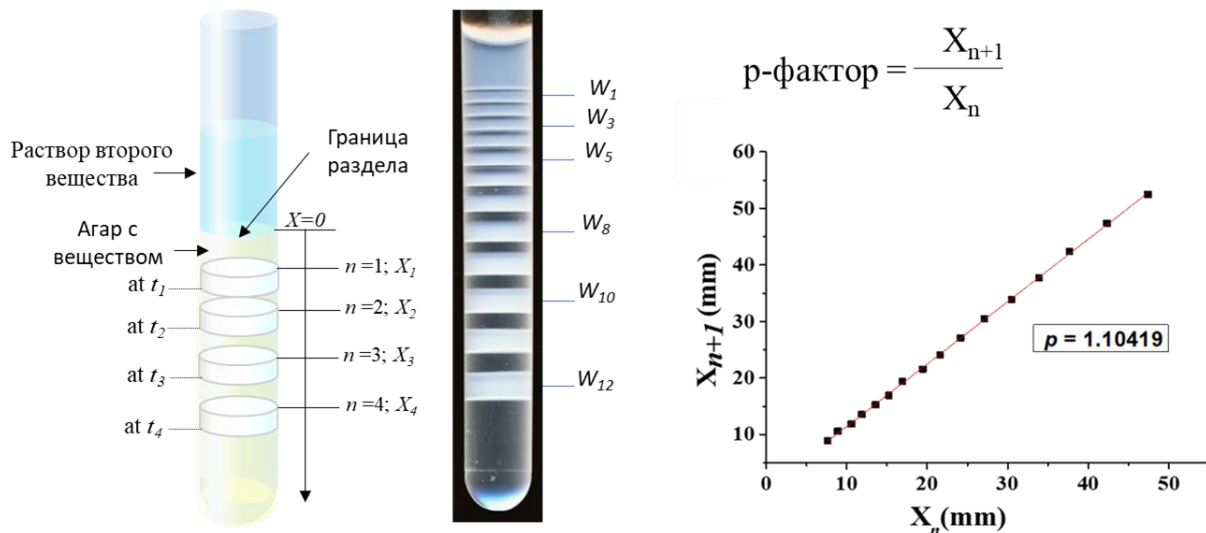 Раствор второго
вещества
Агар с
веществом
Граница
раздела
X=0
n =1; X₁
at t₁
n =2; X₂
at t₂
n =3; X₃
at t₃
n =4; X₄
at t₄
W₁
W₃
W₅
W₈
W₁₀
W₁₂
p-фактор = Xₙ₊₁
Xₙ
60
50
40
30
20
10
Xₙ₊₁ (mm)
p = 1.10419
0 10 20 30 40 50
Xₙ(mm)